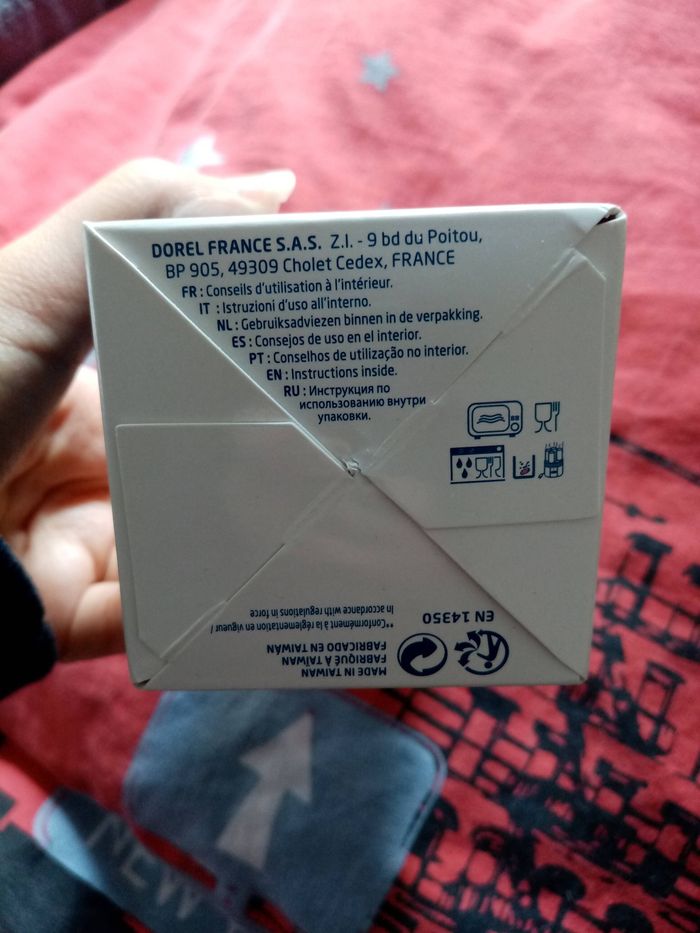 DOREL FRANCE S.A.S. Z.I. - 9 bd du Poitou,
BP 905, 49309 Cholet Cedex, FRANCE
FR : Conseils d'utilisation à l'intérieur.
IT : Istruzioni d'uso all'interno.
NL : Gebruiksadviezen binnen in de verpakking.
ES : Consejos de uso en el interior.
PT : Conselhos de utilização no interior.
EN : Instructions inside.
RU : Инструкция по
использованию внутри
упаковки.
EN 14350
MADE IN TAIWAN
FABRIQUÉ À TAÏWAN
FABRICADO EN TAIWÁN
**Conformément à la réglementation en vigueur /
In accordance with regulations in force
NEW